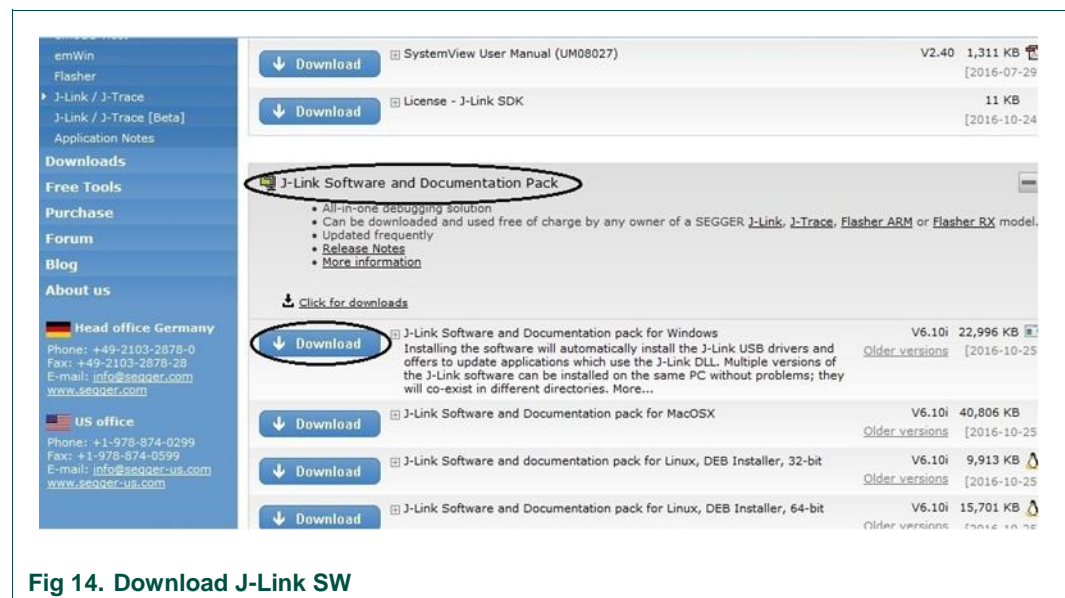 emWin
Flasher
J-Link / J-Trace
J-Link / J-Trace [Beta]
Application Notes
Downloads
Free Tools
Purchase
Forum
Blog
About us
Head office Germany
Phone: +49-2103-2878-0
Fax: +49-2103-2878-28
E-mail: info@segger.com
www.segger.com
US office
Phone: +1-978-874-0299
Fax: +1-978-874-0599
E-mail: info@segger-us.com
www.segger-us.com
Download SystemView User Manual (UM08027) V2.40 1,311 KB
[2016-07-29
Download License - J-Link SDK 11 KB
[2016-10-24
J-Link Software and Documentation Pack
• All-in-one debugging solution
• Can be downloaded and used free of charge by any owner of a SEGGER J-Link, J-Trace, Flasher ARM or Flasher RX model.
• Updated frequently
• Release Notes
• More information
Click for downloads
Download J-Link Software and Documentation pack for Windows V6.10i 22,996 KB
Installing the software will automatically install the J-Link USB drivers and Older versions [2016-10-25
offers to update applications which use the J-Link DLL. Multiple versions of
the J-Link software can be installed on the same PC without problems; they
will co-exist in different directories. More...
Download J-Link Software and Documentation pack for MacOSX V6.10i 40,806 KB
Older versions [2016-10-25
Download J-Link Software and documentation pack for Linux, DEB Installer, 32-bit V6.10i 9,913 KB
Older versions [2016-10-25
Download J-Link Software and Documentation pack for Linux, DEB Installer, 64-bit V6.10i 15,701 KB
Older versions [2016-10-25
Fig 14. Download J-Link SW